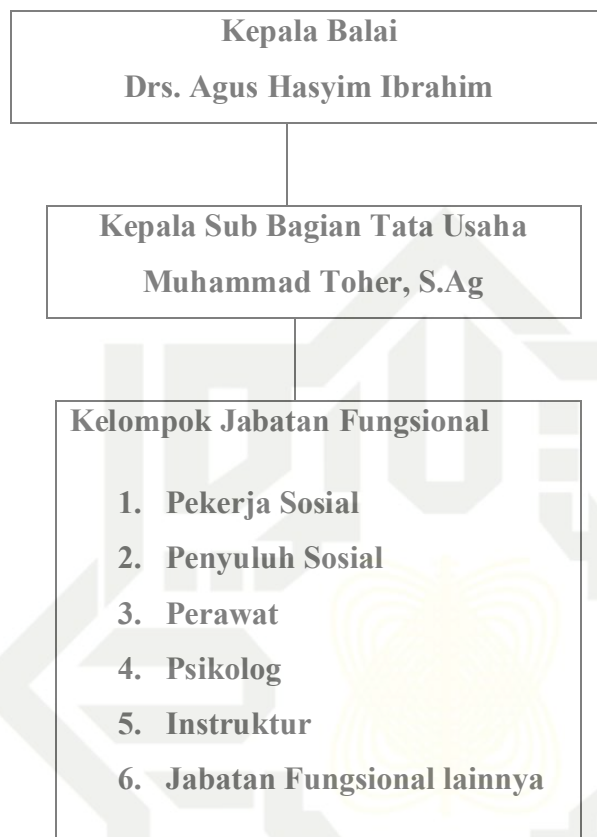 Kepala Balai
Drs. Agus Hasyim Ibrahim
Kepala Sub Bagian Tata Usaha
Muhammad Toher, S.Ag
Kelompok Jabatan Fungsional
1. Pekerja Sosial
2. Penyuluh Sosial
3. Perawat
4. Psikolog
5. Instruktur
6. Jabatan Fungsional lainnya